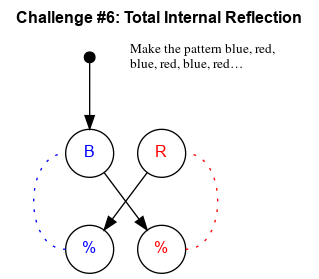 Challenge #6: Total Internal Reflection
Make the pattern blue, red,
blue, red, blue, red…
B
R
%
%